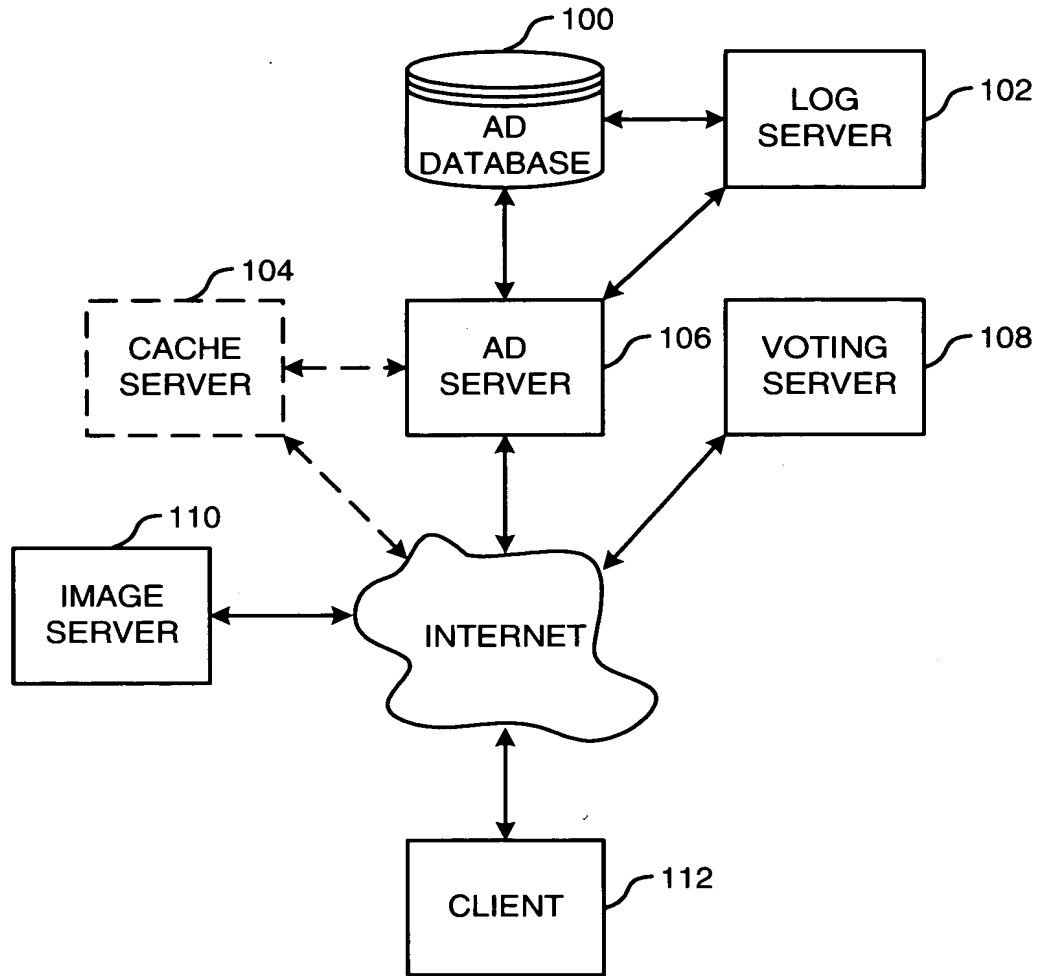 100
AD
DATABASE
LOG
SERVER
102
104
CACHE
SERVER
AD
SERVER
106
VOTING
SERVER
108
110
IMAGE
SERVER
INTERNET
CLIENT
112